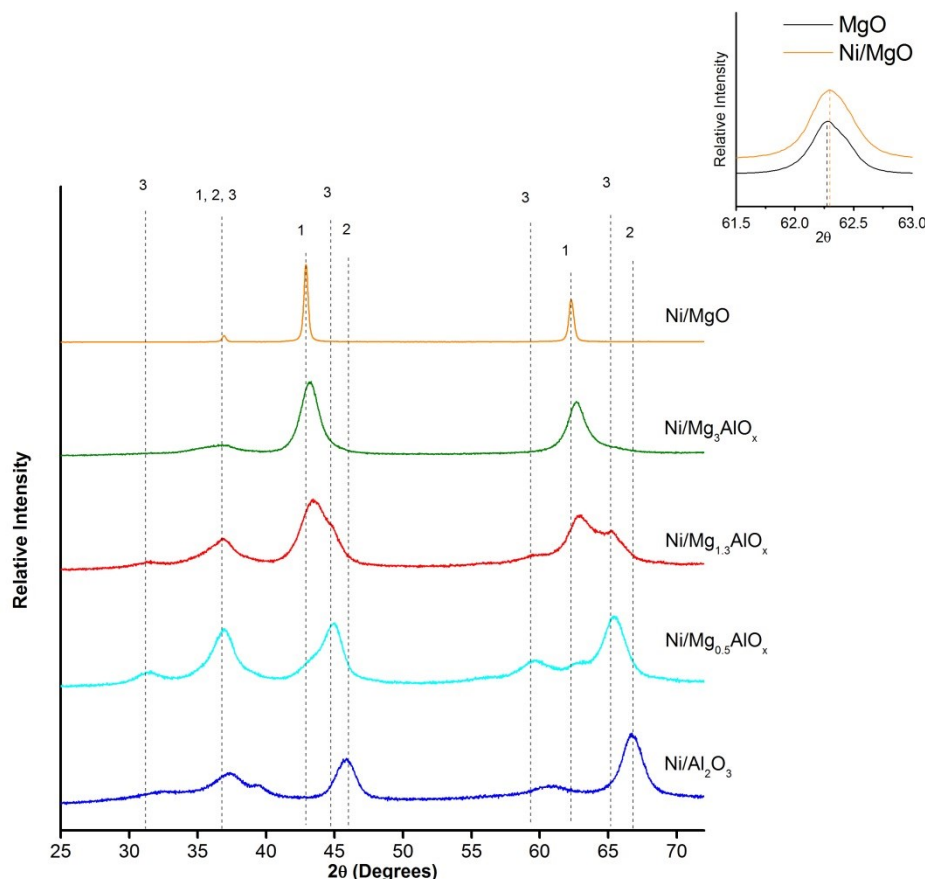 MgO
Ni/MgO
Relative Intensity
61.5 62.0 62.5 63.0
2θ
3 1, 2, 3 1 3 2 3 1 3 2
Ni/MgO
Ni/Mg₃AlOₓ
Ni/Mg₁.₃AlOₓ
Ni/Mg₀.₅AlOₓ
Ni/Al₂O₃
Relative Intensity
25 30 35 40 45 50 55 60 65 70
2θ (Degrees)